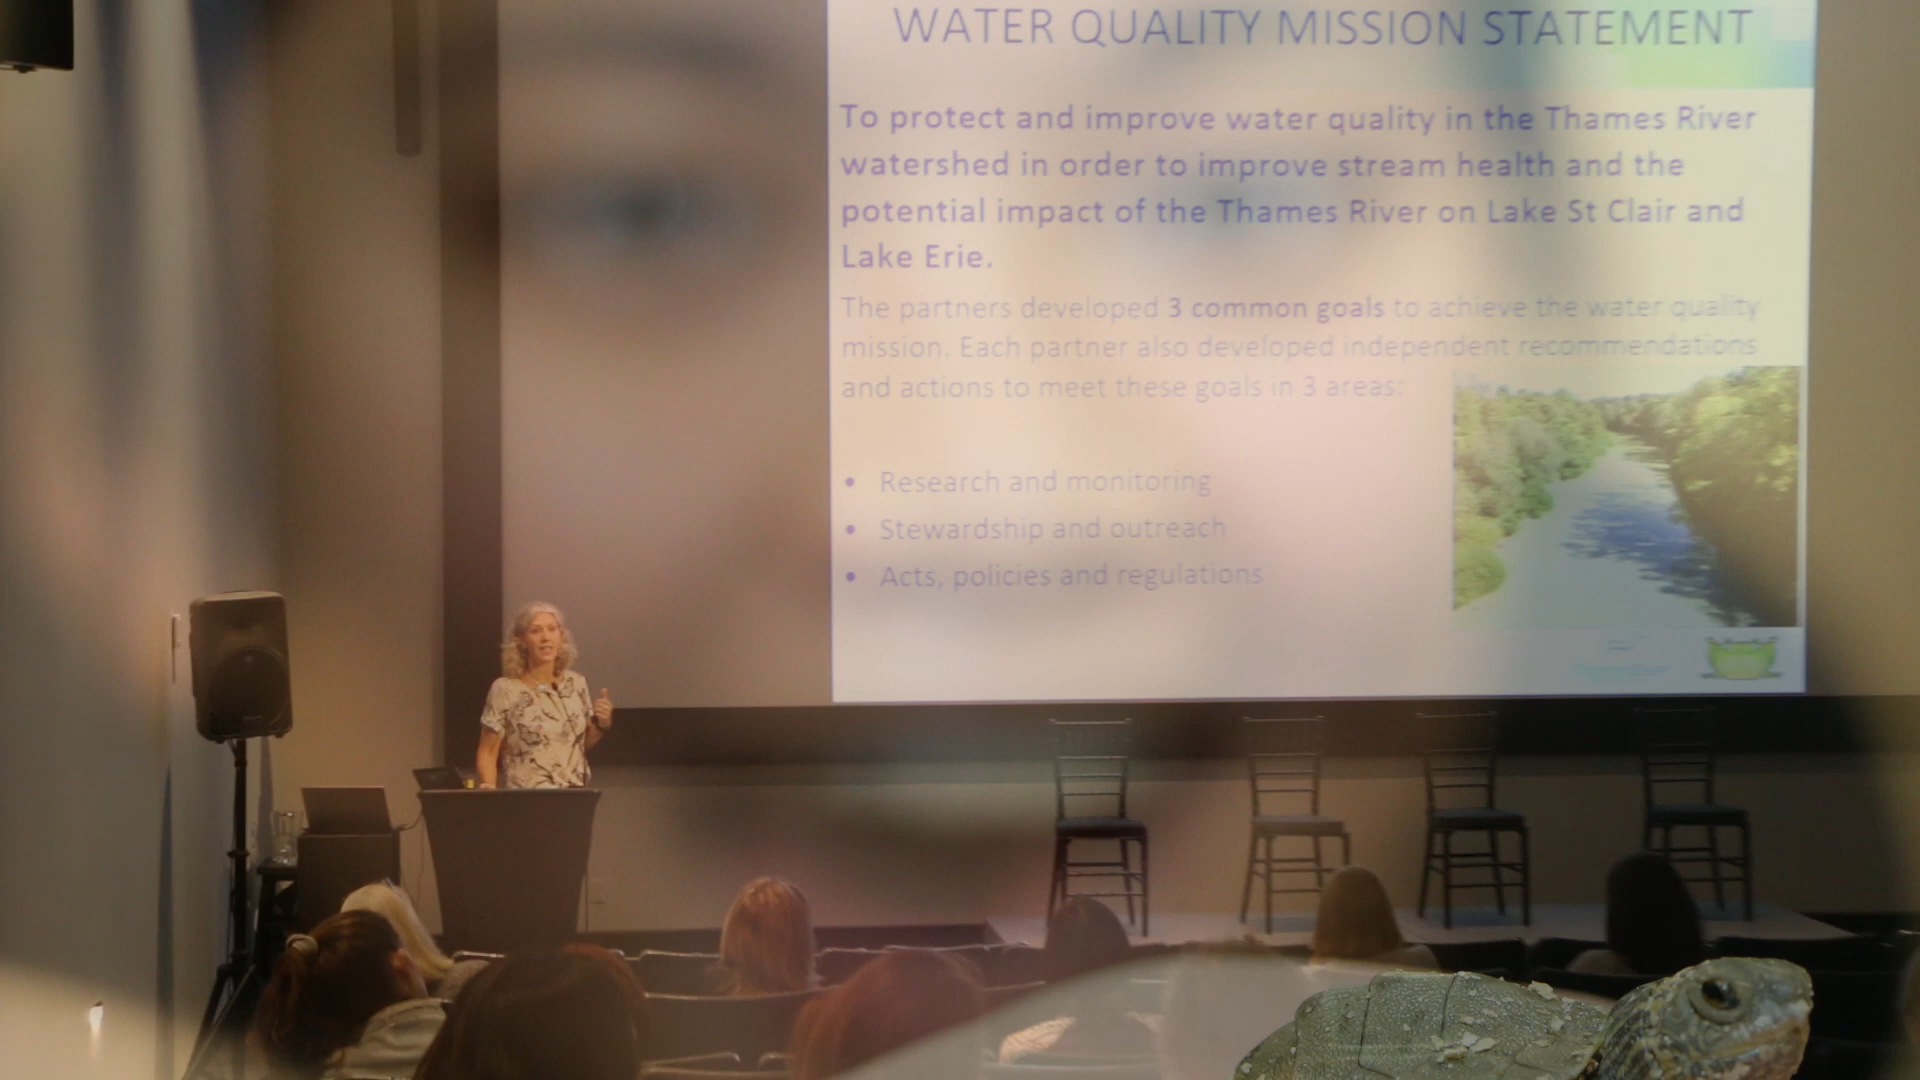 WATER QUALITY MISSION STATEMENT
To protect and improve water quality in the Thames River
watershed in order to improve stream health and the
potential impact of the Thames River on Lake St Clair and
Lake Erie.
The partners developed 3 common goals to achieve the water quality
mission. Each partner also developed independent recommendations
and actions to meet these goals in 3 areas:
• Research and monitoring
• Stewardship and outreach
• Acts, policies and regulations